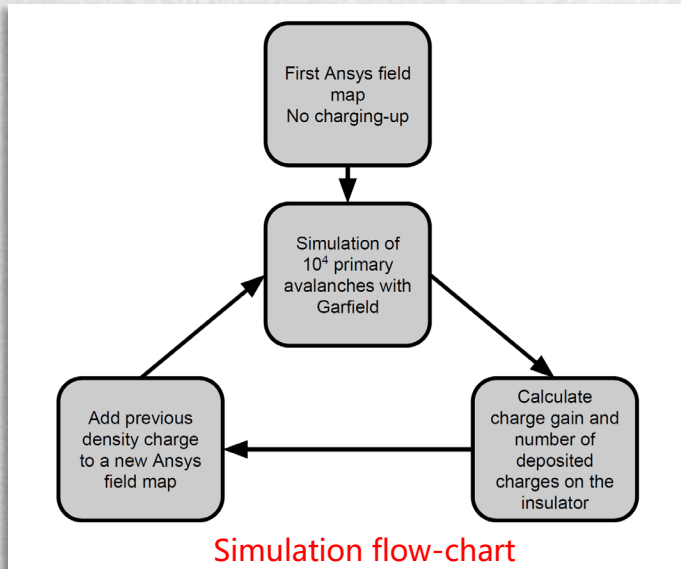 First Ansys field
map
No charging-up
Simulation of
10⁴ primary
avalanches with
Garfield
Add previous
density charge
to a new Ansys
field map
Calculate
charge gain and
number of
deposited
charges on the
insulator
Simulation flow-chart